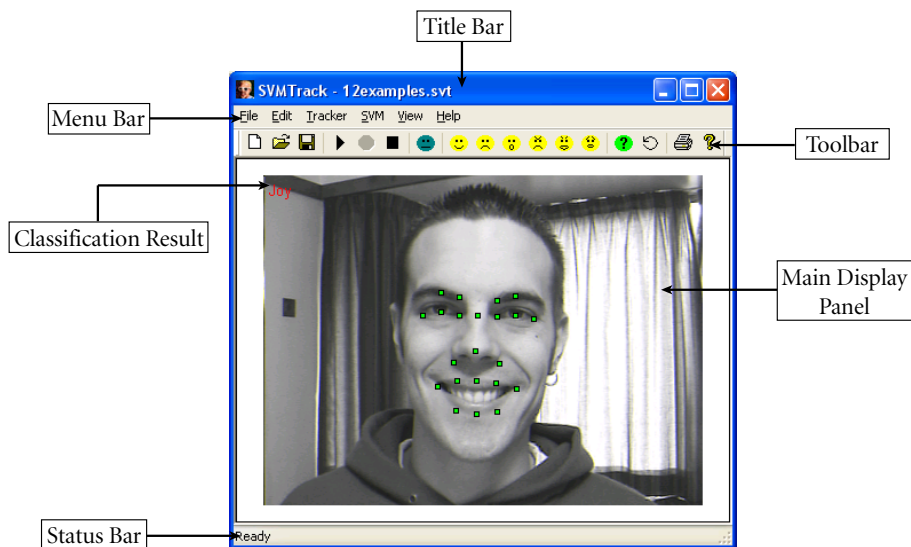 Title Bar
SVMTrack - 12examples.svt
Menu Bar
File Edit Tracker SVM View Help
Toolbar
Joy
Classification Result
Main Display
Panel
Status Bar
Ready